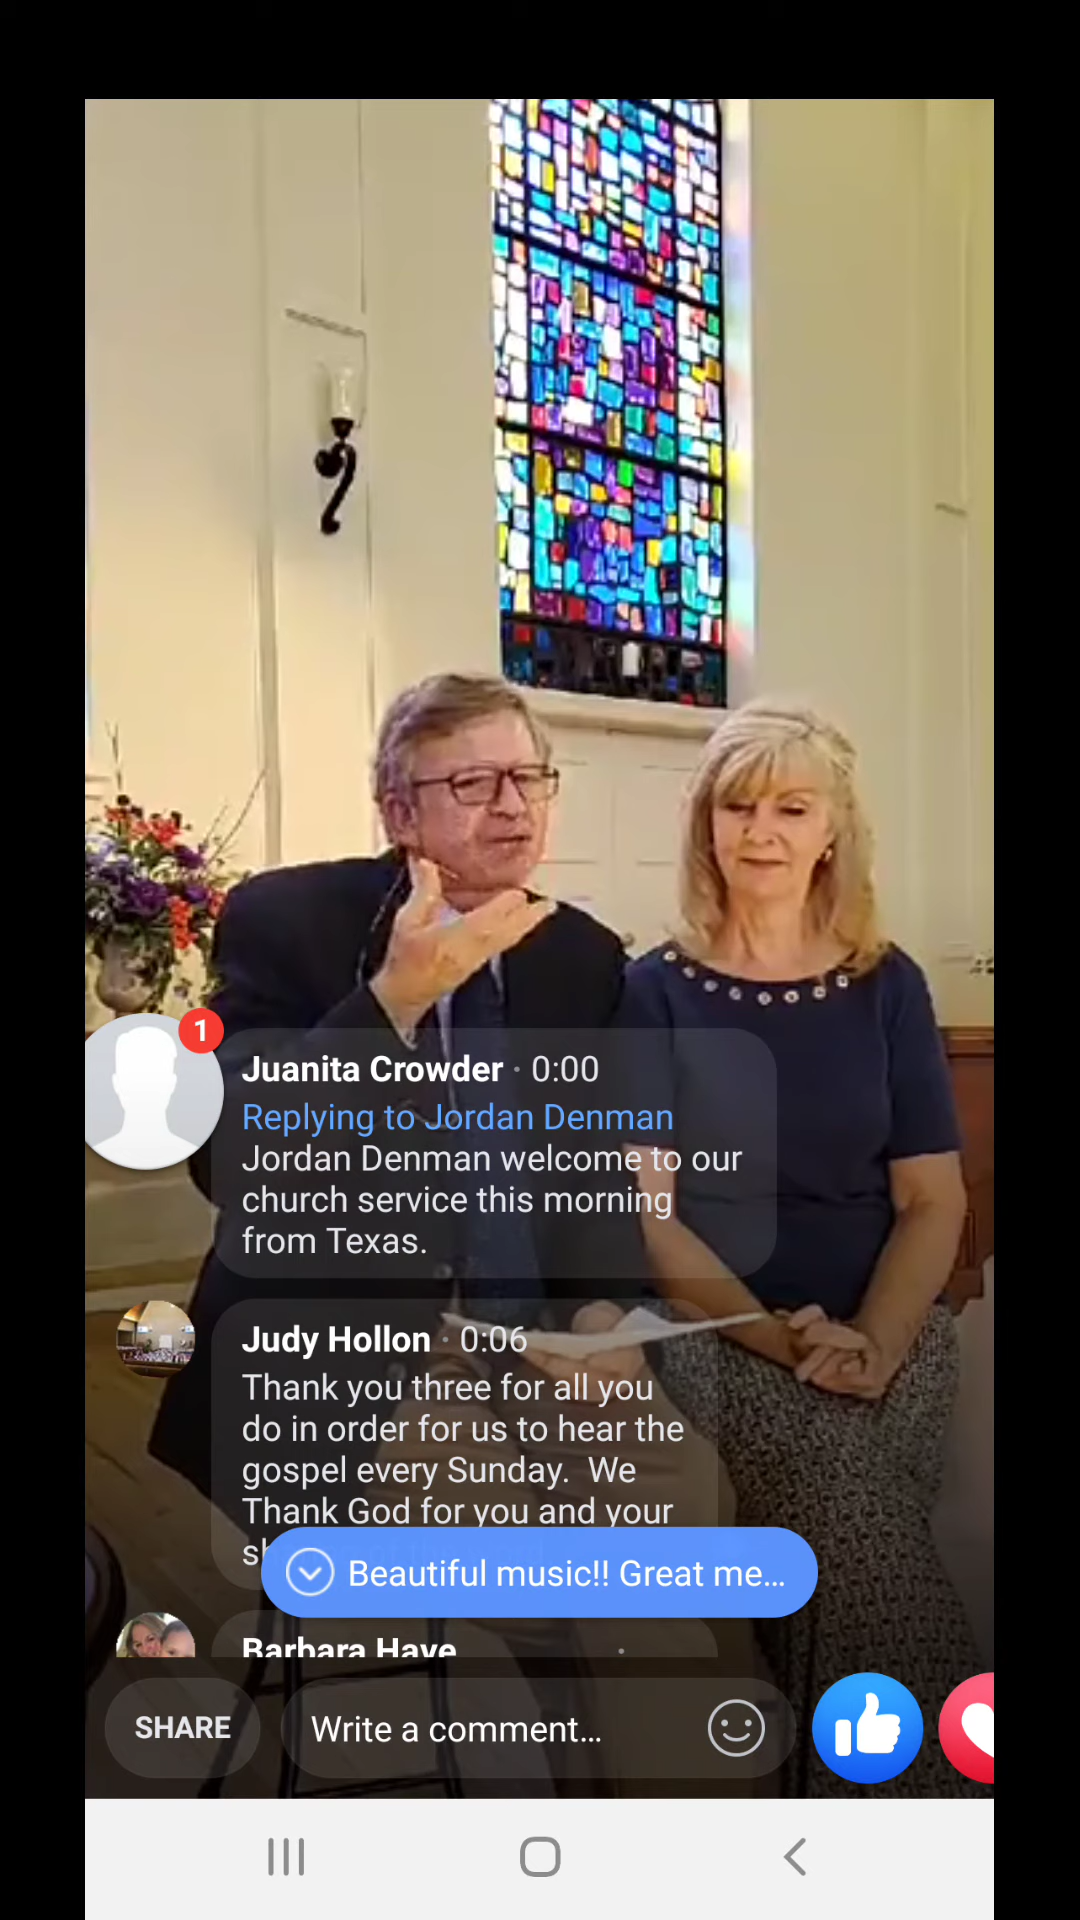 1
Juanita Crowder · 0:00
Replying to Jordan Denman
Jordan Denman welcome to our
church service this morning
from Texas.
Judy Hollon · 0:06
Thank you three for all you
do in order for us to hear the
gospel every Sunday.  We
Thank God for you and your
Beautiful music!! Great me...
Barbara Haye
SHARE
Write a comment...